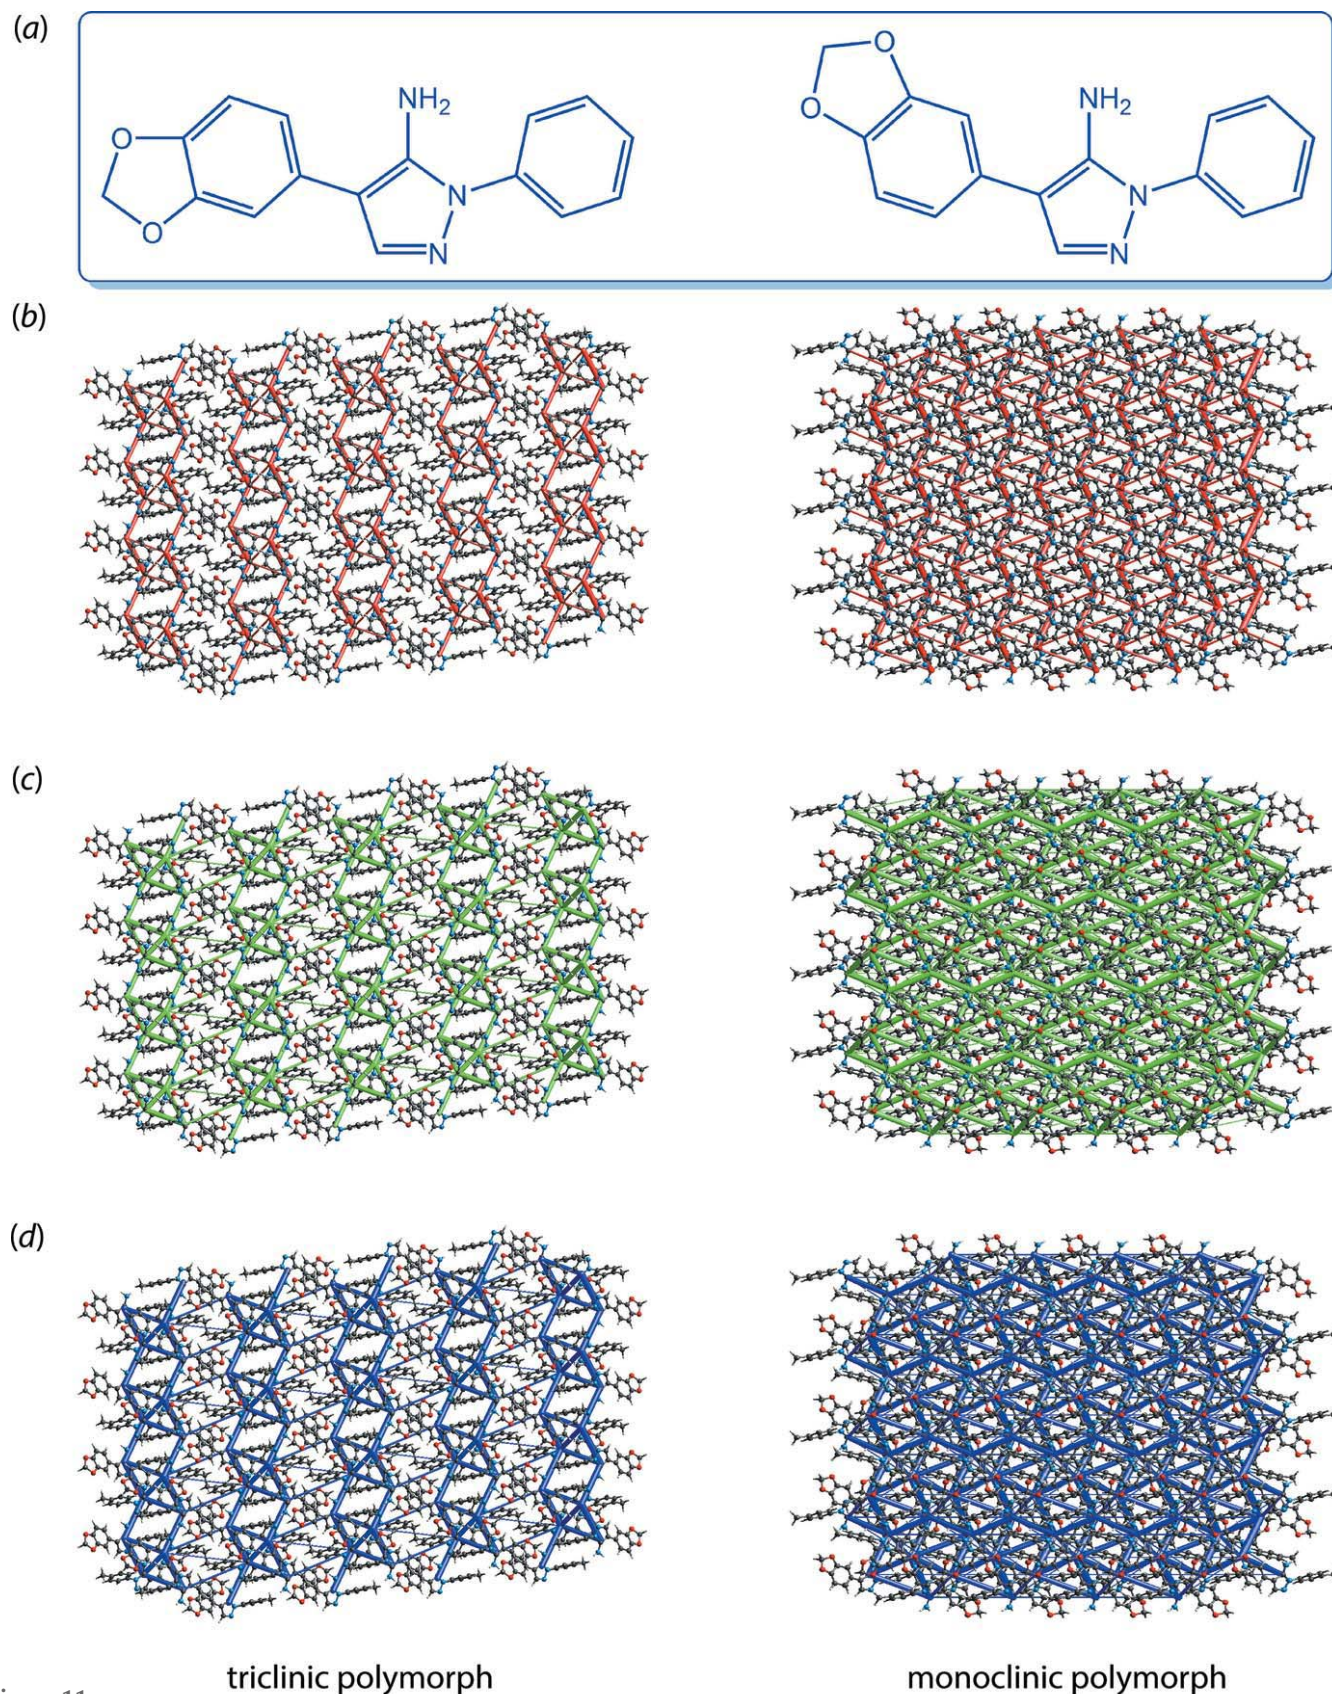 (a)
O
O
NH2
N
N
O
O
NH2
N
N
(b)
(c)
(d)
triclinic polymorph
monoclinic polymorph